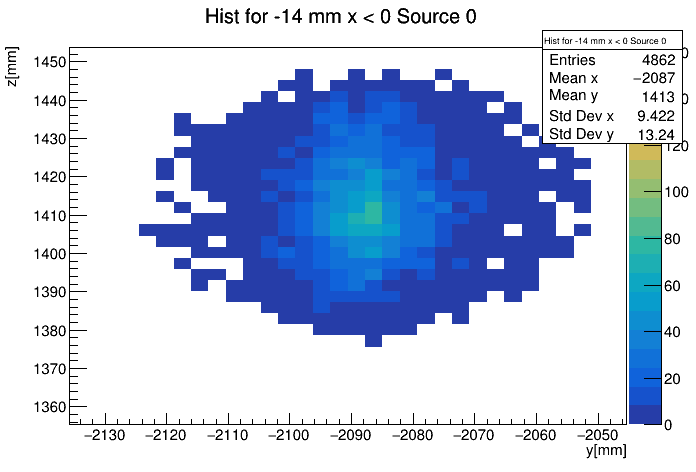 Hist for -14 mm x < 0 Source 0
Hist for -14 mm x < 0 Source 0
Entries 4862
Mean x −2087
Mean y 1413
Std Dev x 9.422
Std Dev y 13.24
z[mm]
1450
1440
1430
1420
1410
1400
1390
1380
1370
1360
120
100
80
60
40
20
0
−2130 −2120 −2110 −2100 −2090 −2080 −2070 −2060 −2050
y[mm]